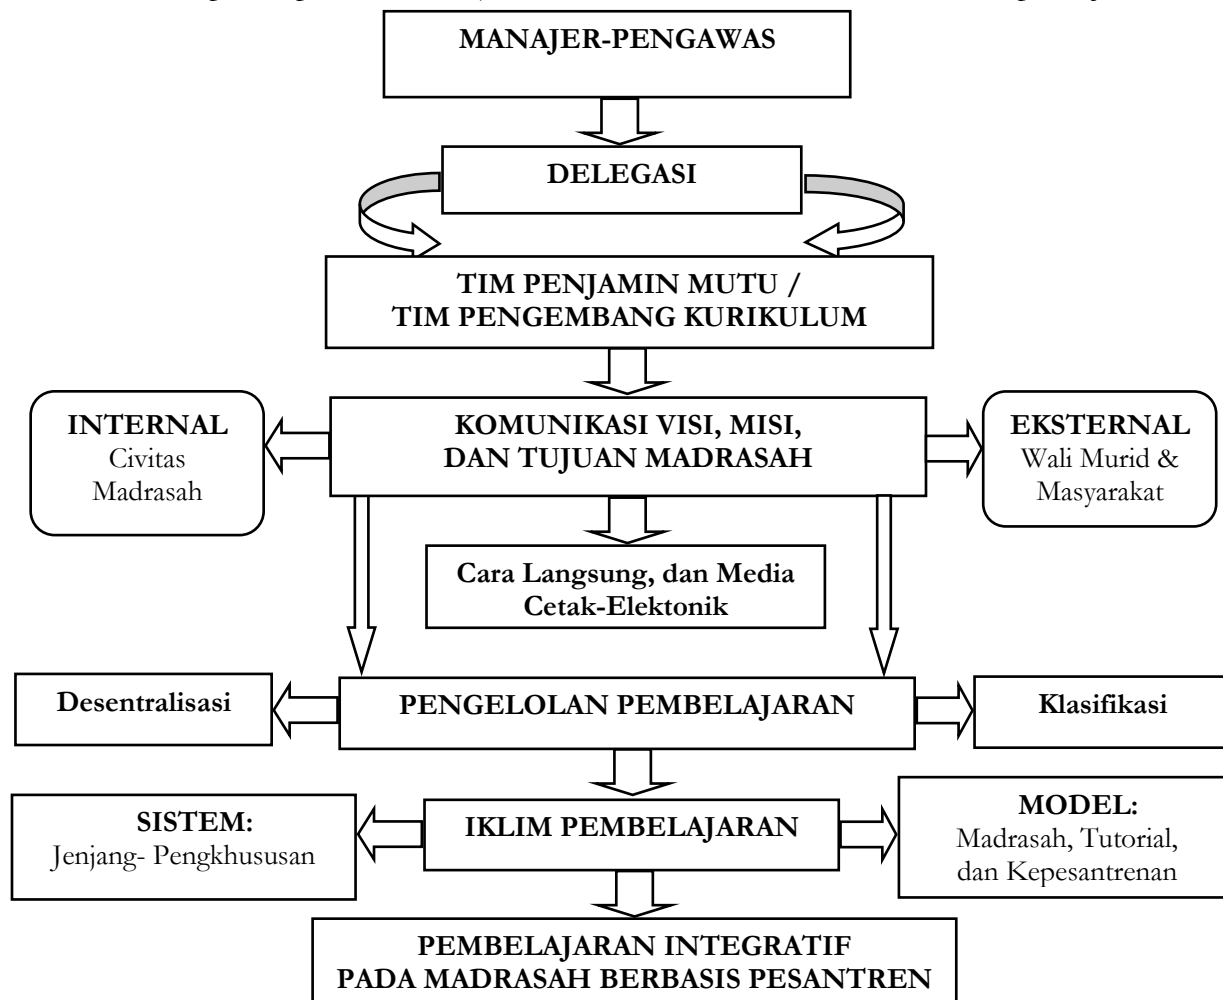 MANAJER-PENGAWAS
DELEGASI
TIM PENJAMIN MUTU /
TIM PENGEMBANG KURIKULUM
INTERNAL
Civitas
Madrasah
KOMUNIKASI VISI, MISI,
DAN TUJUAN MADRASAH
EKSTERNAL
Wali Murid &
Masyarakat
Cara Langsung, dan Media
Cetak-Elektonik
Desentralisasi
PENGELOLAN PEMBELAJARAN
Klasifikasi
SISTEM:
Jenjang- Pengkhususan
IKLIM PEMBELAJARAN
MODEL:
Madrasah, Tutorial,
dan Kepesantrenan
PEMBELAJARAN INTEGRATIF
PADA MADRASAH BERBASIS PESANTREN